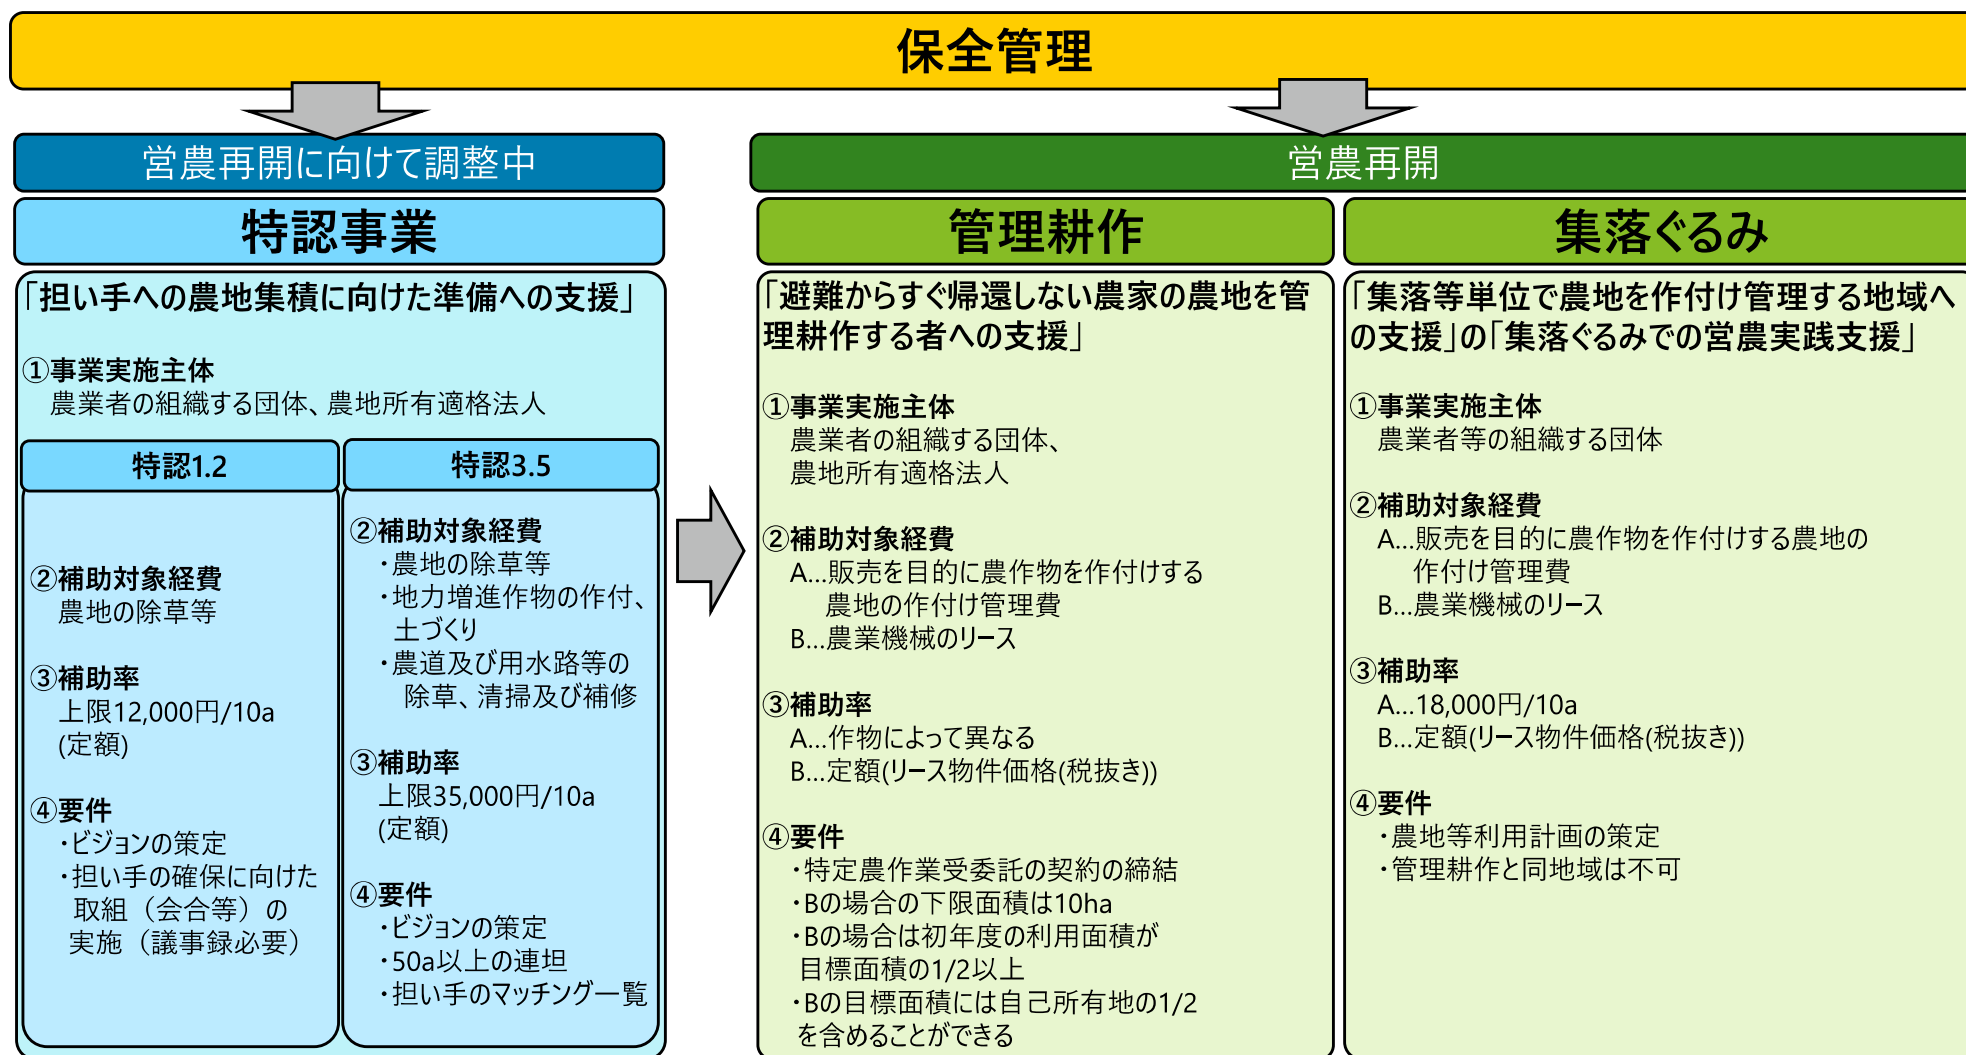 保全管理
営農再開に向けて調整中
特認事業
「担い手への農地集積に向けた準備への支援」
①事業実施主体
農業者の組織する団体、農地所有適格法人
特認1.2
②補助対象経費
農地の除草等
③補助率
上限12,000円/10a
(定額)
④要件
・ビジョンの策定
・担い手の確保に向けた
取組（会合等）の
実施（議事録必要）
特認3.5
②補助対象経費
・農地の除草等
・地力増進作物の作付、
土づくり
・農道及び用水路等の
除草、清掃及び補修
③補助率
上限35,000円/10a
(定額)
④要件
・ビジョンの策定
・50a以上の連坦
・担い手のマッチング一覧
営農再開
管理耕作
「避難からすぐ帰還しない農家の農地を管
理耕作する者への支援」
①事業実施主体
農業者の組織する団体、
農地所有適格法人
②補助対象経費
A…販売を目的に農作物を作付けする
農地の作付け管理費
B…農業機械のリース
③補助率
A…作物によって異なる
B…定額(リース物件価格(税抜き))
④要件
・特定農作業受委託の契約の締結
・Bの場合の下限面積は10ha
・Bの場合は初年度の利用面積が
目標面積の1/2以上
・Bの目標面積には自己所有地の1/2
を含めることができる
集落ぐるみ
「集落等単位で農地を作付け管理する地域へ
の支援」の「集落ぐるみでの営農実践支援」
①事業実施主体
農業者等の組織する団体
②補助対象経費
A…販売を目的に農作物を作付けする農地の
作付け管理費
B…農業機械のリース
③補助率
A…18,000円/10a
B…定額(リース物件価格(税抜き))
④要件
・農地等利用計画の策定
・管理耕作と同地域は不可